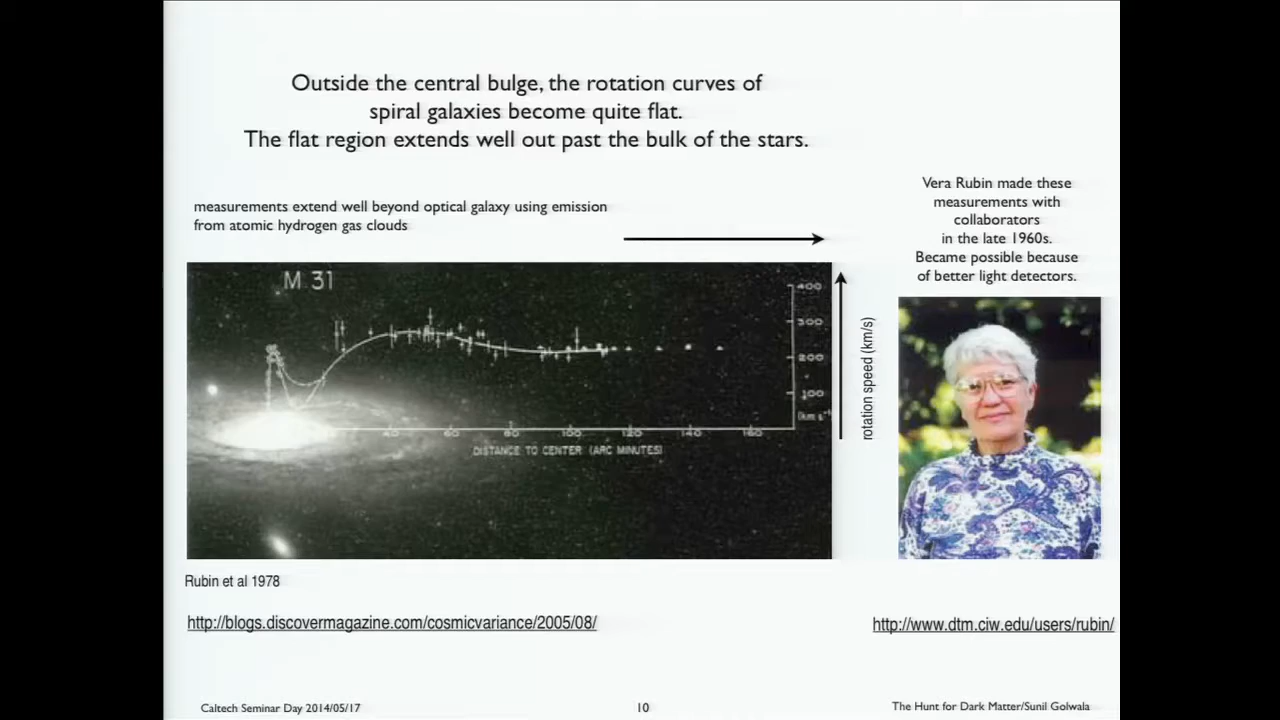 Outside the central bulge, the rotation curves of
spiral galaxies become quite flat.
The flat region extends well out past the bulk of the stars.
measurements extend well beyond optical galaxy using emission
from atomic hydrogen gas clouds
Vera Rubin made these
measurements with
collaborators
in the late 1960s.
Became possible because
of better light detectors.
M 31
400
300
200
100
(km s⁻¹
40 60 80 100 120 140 160
DISTANCE TO CENTER (ARC MINUTES)
rotation speed (km/s)
Rubin et al 1978
http://blogs.discovermagazine.com/cosmicvariance/2005/08/
http://www.dtm.ciw.edu/users/rubin/
Caltech Seminar Day 2014/05/17
10
The Hunt for Dark Matter/Sunil Golwala